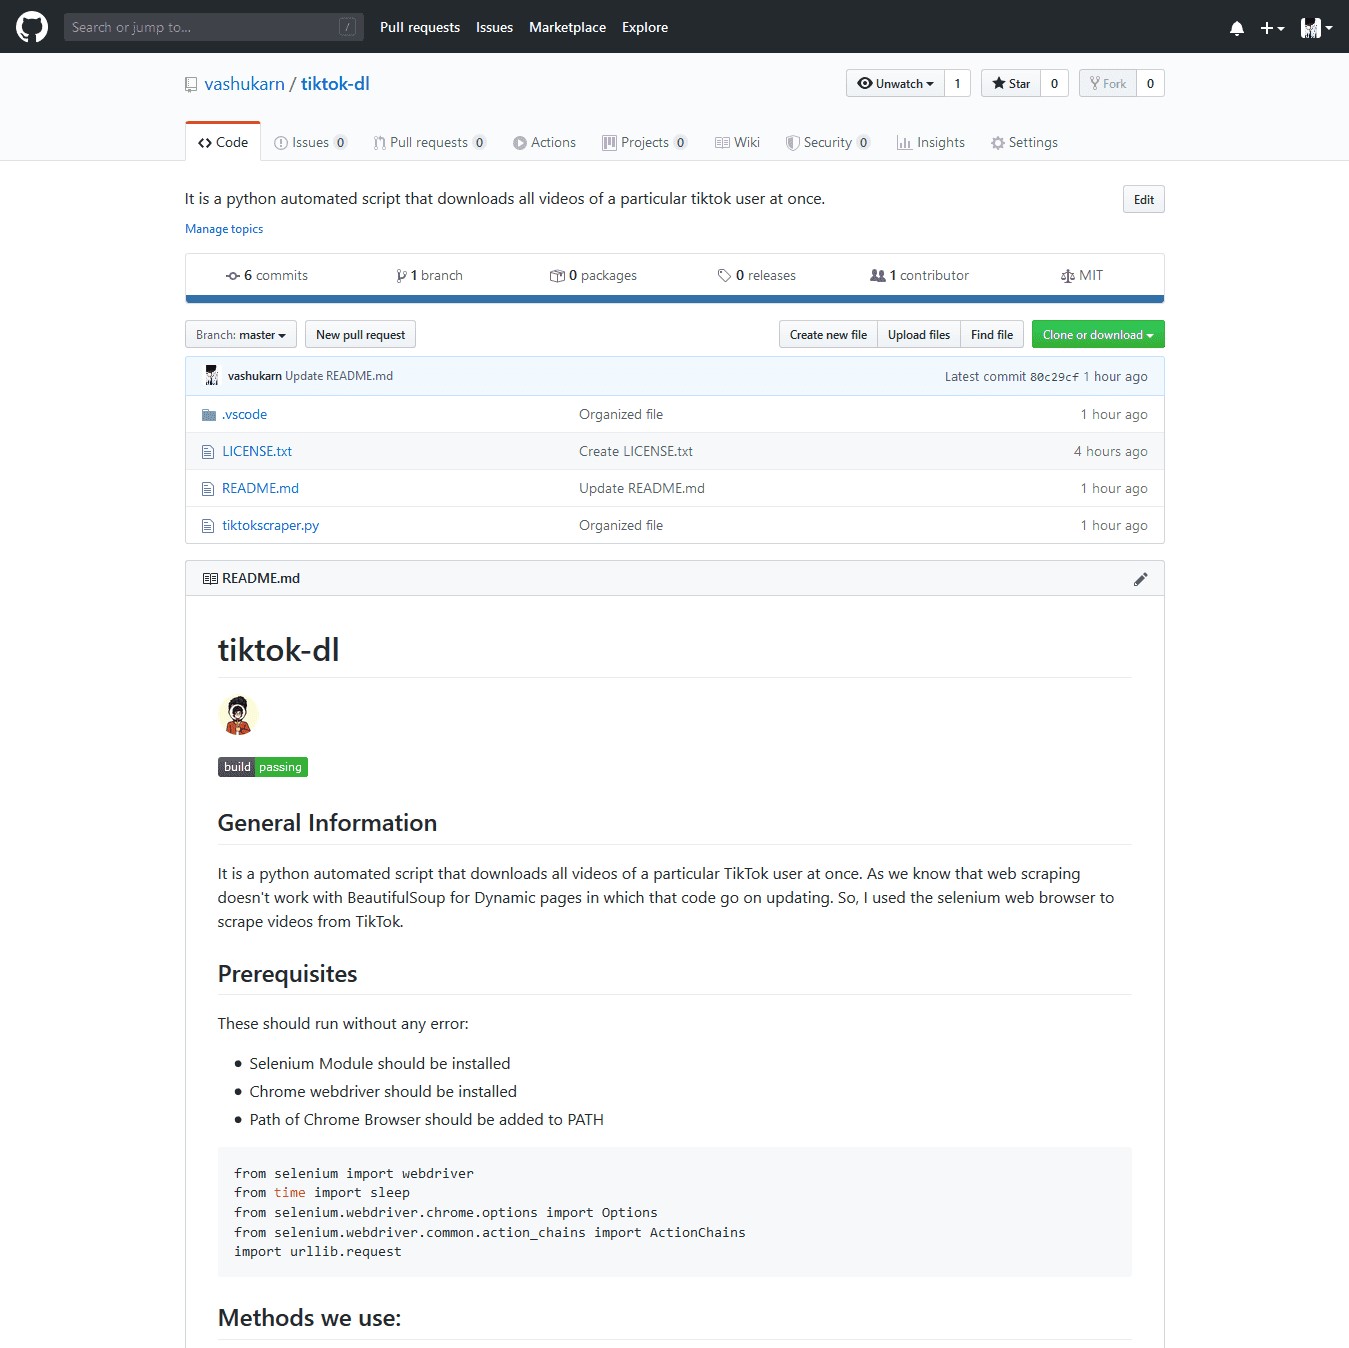 Search or jump to... /
Pull requests Issues Marketplace Explore
vashukarn / tiktok-dl
Unwatch 1 Star 0 Fork 0
Code Issues 0 Pull requests 0 Actions Projects 0 Wiki Security 0 Insights Settings
It is a python automated script that downloads all videos of a particular tiktok user at once.
Edit
Manage topics
6 commits 1 branch 0 packages 0 releases 1 contributor MIT
Branch: master New pull request Create new file Upload files Find file Clone or download
vashukarn Update README.md Latest commit 80c29cf 1 hour ago
.vscode Organized file 1 hour ago
LICENSE.txt Create LICENSE.txt 4 hours ago
README.md Update README.md 1 hour ago
tiktokscraper.py Organized file 1 hour ago
README.md
tiktok-dl
build passing
General Information
It is a python automated script that downloads all videos of a particular TikTok user at once. As we know that web scraping
doesn't work with BeautifulSoup for Dynamic pages in which that code go on updating. So, I used the selenium web browser to
scrape videos from TikTok.
Prerequisites
These should run without any error:
• Selenium Module should be installed
• Chrome webdriver should be installed
• Path of Chrome Browser should be added to PATH
from selenium import webdriver
from time import sleep
from selenium.webdriver.chrome.options import Options
from selenium.webdriver.common.action_chains import ActionChains
import urllib.request
Methods we use: